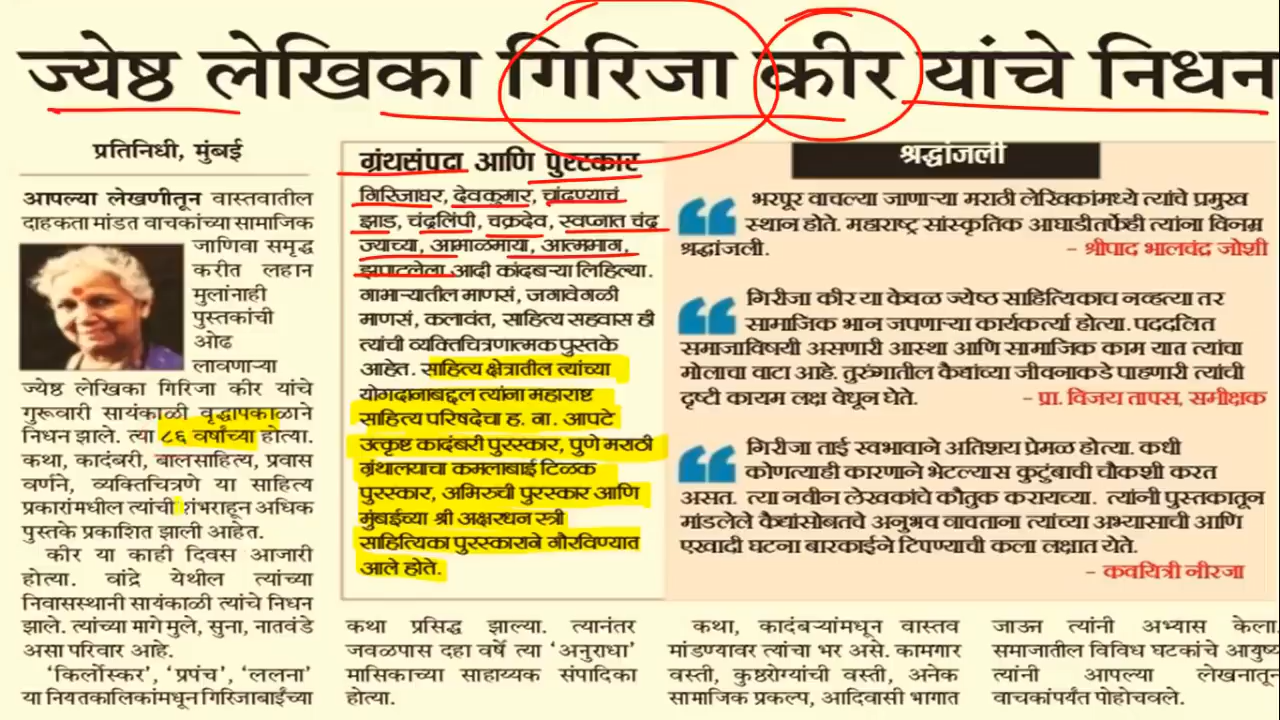 ज्येष्ठ लेखिका गिरिजा कीर यांचे निधन
प्रतिनिधी, मुंबई
आपल्या लेखणीतून वास्तवातील
दाहकता मांडत वाचकांच्या सामाजिक
जाणिवा समृद्ध
करीत लहान
मुलांनाही
पुस्तकांची
ओढ
लावणाऱ्या
ज्येष्ठ लेखिका गिरिजा कीर यांचे
गुरूवारी सायंकाळी वृद्धापकाळाने
निधन झाले. त्या ८६ वर्षांच्या होत्या.
कथा, कादंबरी, बालसाहित्य, प्रवास
वर्णने, व्यक्तिचित्रणे या साहित्य
प्रकारांमधील त्यांची शंभराहून अधिक
पुस्तके प्रकाशित झाली आहेत.
कीर या काही दिवस आजारी
होत्या. वांद्रे येथील त्यांच्या
निवासस्थानी सायंकाळी त्यांचे निधन
झाले. त्यांच्या मागे मुले, सुना, नातवंडे
असा परिवार आहे.
'किर्लोस्कर', 'प्रपंच', 'ललना'
या नियतकालिकांमधून गिरिजाबाईंच्या
ग्रंथसंपदा आणि पुरस्कार
गिरिजाघर, देवकुमार, चांदण्याचं
झाड, चंद्रलिंपी, चक्रदेव, स्वप्नात चंद्र
ज्याच्या, आभाळमाया, आत्मभाग,
झपाटलेला आदी कांदबऱ्या लिहिल्या.
गाभाऱ्यातील माणसं, जगावेगळी
माणसं, कलावंत, साहित्य सहवास ही
त्यांची व्यक्तिचित्रणात्मक पुस्तके
आहेत. साहित्य क्षेत्रातील त्यांच्या
योगदानाबद्दल त्यांना महाराष्ट्र
साहित्य परिषदेचा ह. ना. आपटे
उत्कृष्ट कादंबरी पुरस्कार, पुणे मराठी
ग्रंथालयाचा कमलाबाई टिळक
पुरस्कार, अभिरुची पुरस्कार आणि
मुंबईच्या श्री अक्षरधन स्त्री
साहित्यिका पुरस्काराने गौरविण्यात
आले होते.
श्रद्धांजली
भरपूर वाचल्या जाणाऱ्या मराठी लेखिकांमध्ये त्यांचे प्रमुख
स्थान होते. महाराष्ट्र सांस्कृतिक आघाडीतर्फेही त्यांना विनम्र
श्रद्धांजली.
- श्रीपाद भालचंद्र जोशी
गिरीजा कीर या केवळ ज्येष्ठ साहित्यिकाच नव्हत्या तर
सामाजिक भान जपणाऱ्या कार्यकर्त्या होत्या. पददलित
समाजाविषयी असणारी आस्था आणि सामाजिक काम यात त्यांचा
मोलाचा वाटा आहे. तुरुंगातील कैद्यांच्या जीवनाकडे पाहणारी त्यांची
दृष्टी कायम लक्ष वेधून घेते.
- प्रा. विजय तापस, समीक्षक
गिरीजा ताई स्वभावाने अतिशय प्रेमळ होत्या. कधी
कोणत्याही कारणाने भेटल्यास कुटुंबाची चौकशी करत
असत. त्या नवीन लेखकांचे कौतुक करायच्या. त्यांनी पुस्तकातून
मांडलेले कैद्यांसोबतचे अनुभव वाचताना त्यांच्या अभ्यासाची आणि
एखादी घटना बारकाईने टिपण्याची कला लक्षात येते.
- कवयित्री नीरजा
कथा प्रसिद्ध झाल्या. त्यानंतर
जवळपास दहा वर्षे त्या 'अनुराधा'
मासिकाच्या साहाय्यक संपादिका
होत्या.
कथा, कादंबऱ्यांमधून वास्तव
मांडण्यावर त्यांचा भर असे. कामगार
वस्ती, कुष्ठरोग्यांची वस्ती, अनेक
सामाजिक प्रकल्प, आदिवासी भागात
जाऊन त्यांनी अभ्यास केला.
समाजातील विविध घटकांचे आयुष्य
त्यांनी आपल्या लेखनातून
वाचकांपर्यंत पोहोचवले.